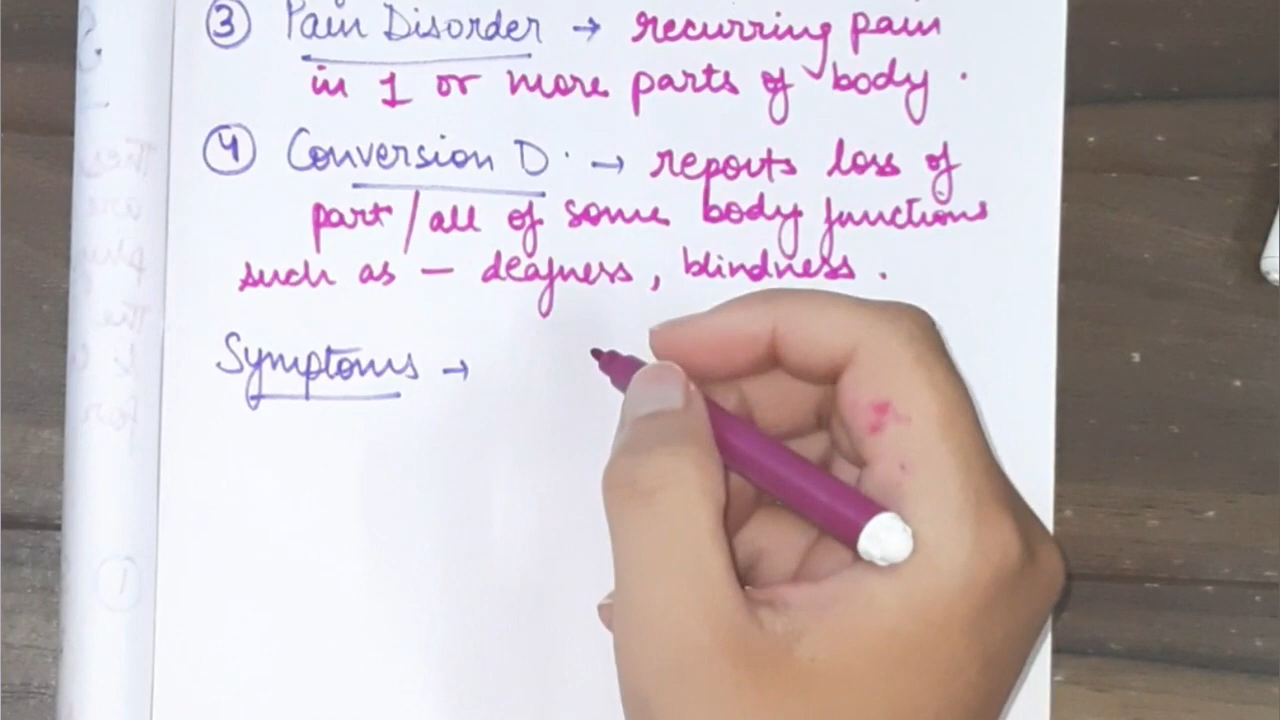 ③ Pain Disorder → recurring pain
in 1 or more parts of body.
④ Conversion D. → reports loss of
part/all of some body functions
such as – deafness, blindness.
Symptoms →